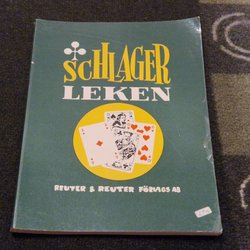 SCHLAGER
LEKEN
REUTER & REUTER FÖRLAGS AB